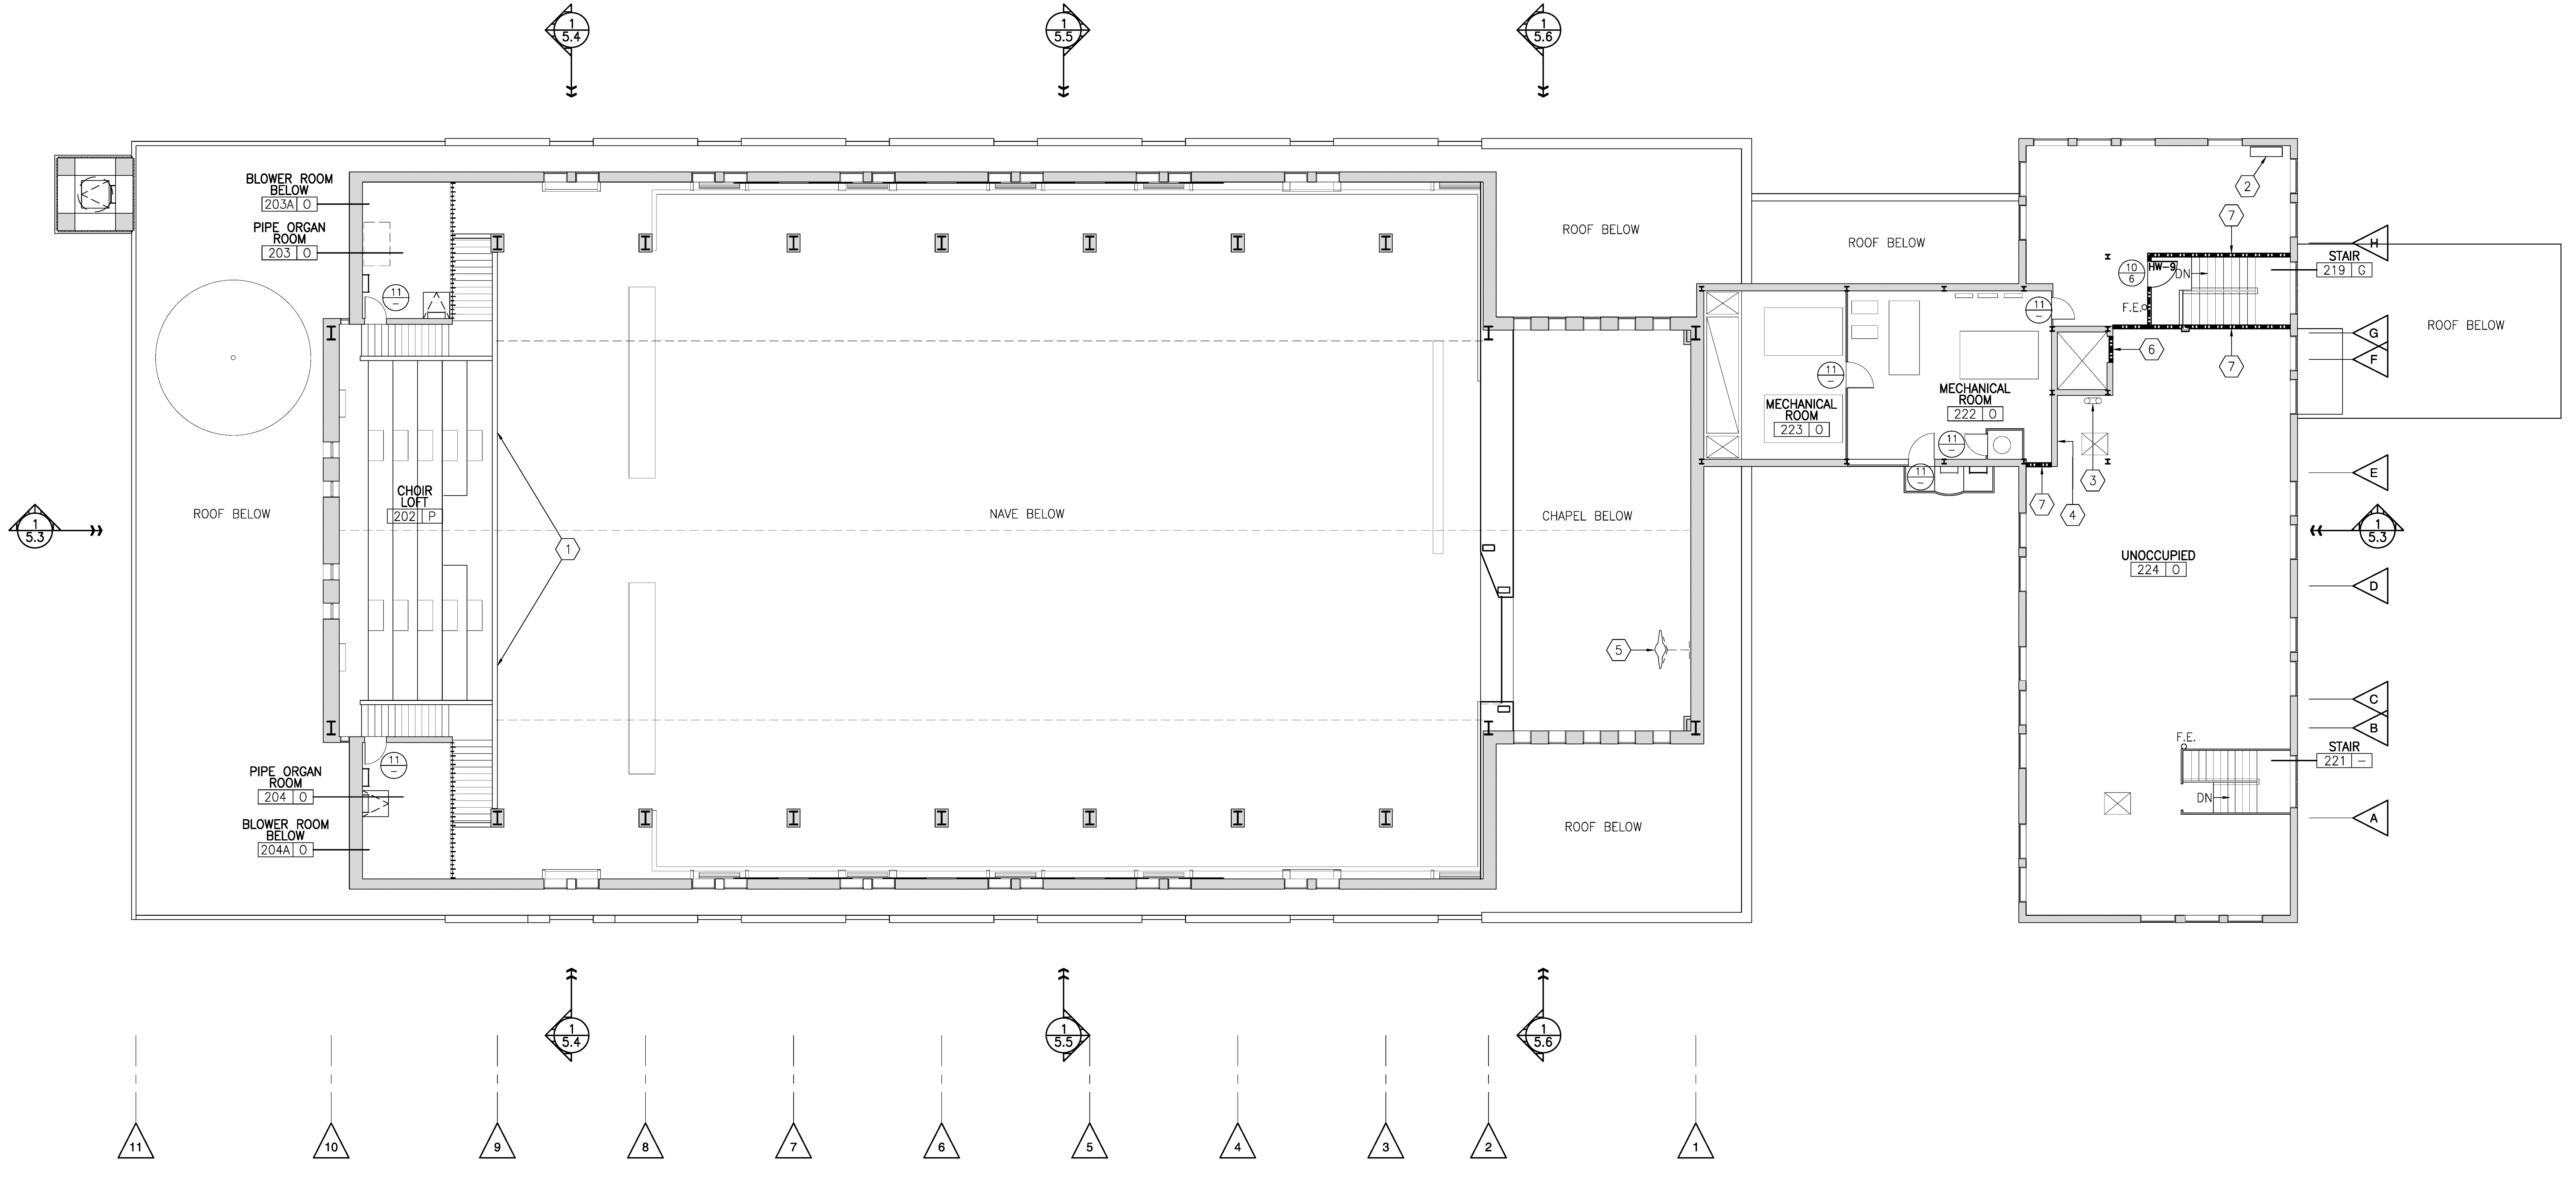 1
5.4
1
5.5
1
5.6
BLOWER ROOM
BELOW
203A O
PIPE ORGAN
ROOM
203 O
11
–
ROOF BELOW
ROOF BELOW
2
7
H
STAIR
219 G
10
6
HW-9
DN
F.E.
11
–
ROOF BELOW
G
F
6
7
11
–
MECHANICAL
ROOM
222 O
MECHANICAL
ROOM
223 O
11
–
11
–
E
3
7
4
CHOIR
LOFT
202 P
ROOF BELOW
NAVE BELOW
CHAPEL BELOW
1
5.3
1
5.3
1
UNOCCUPIED
224 O
D
5
C
B
F.E.
STAIR
221 –
DN
A
11
–
PIPE ORGAN
ROOM
204 O
BLOWER ROOM
BELOW
204A O
ROOF BELOW
1
5.4
1
5.5
1
5.6
11
10
9
8
7
6
5
4
3
2
1